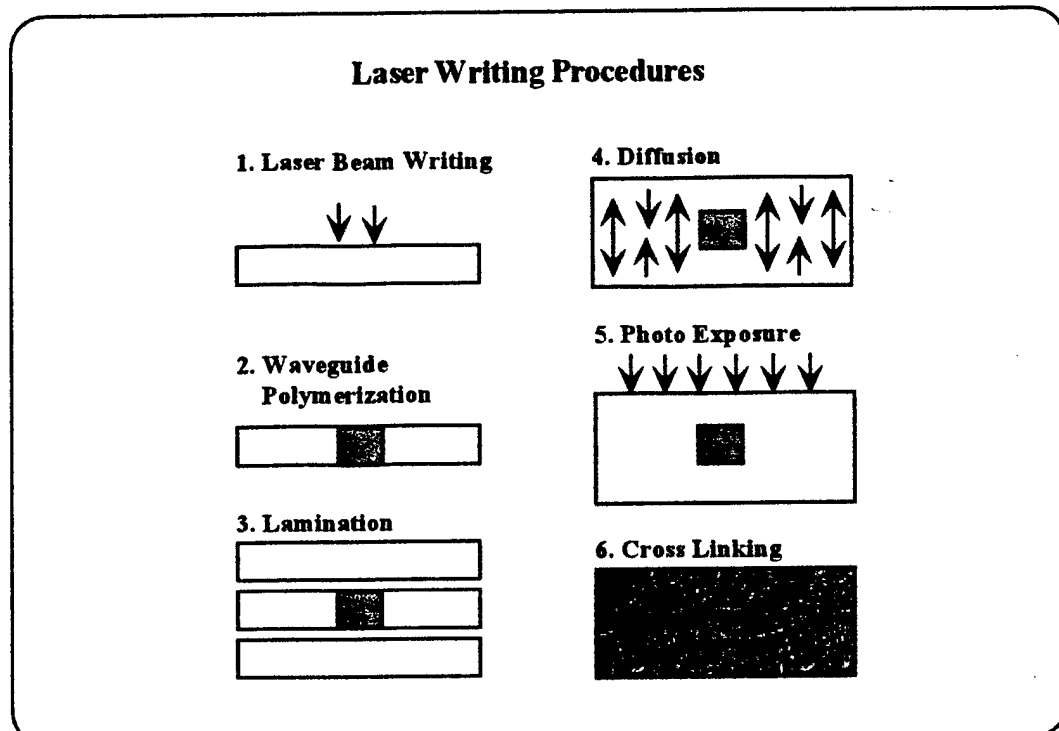 Laser Writing Procedures
1. Laser Beam Writing
2. Waveguide
Polymerization
3. Lamination
4. Diffusion
5. Photo Exposure
6. Cross Linking